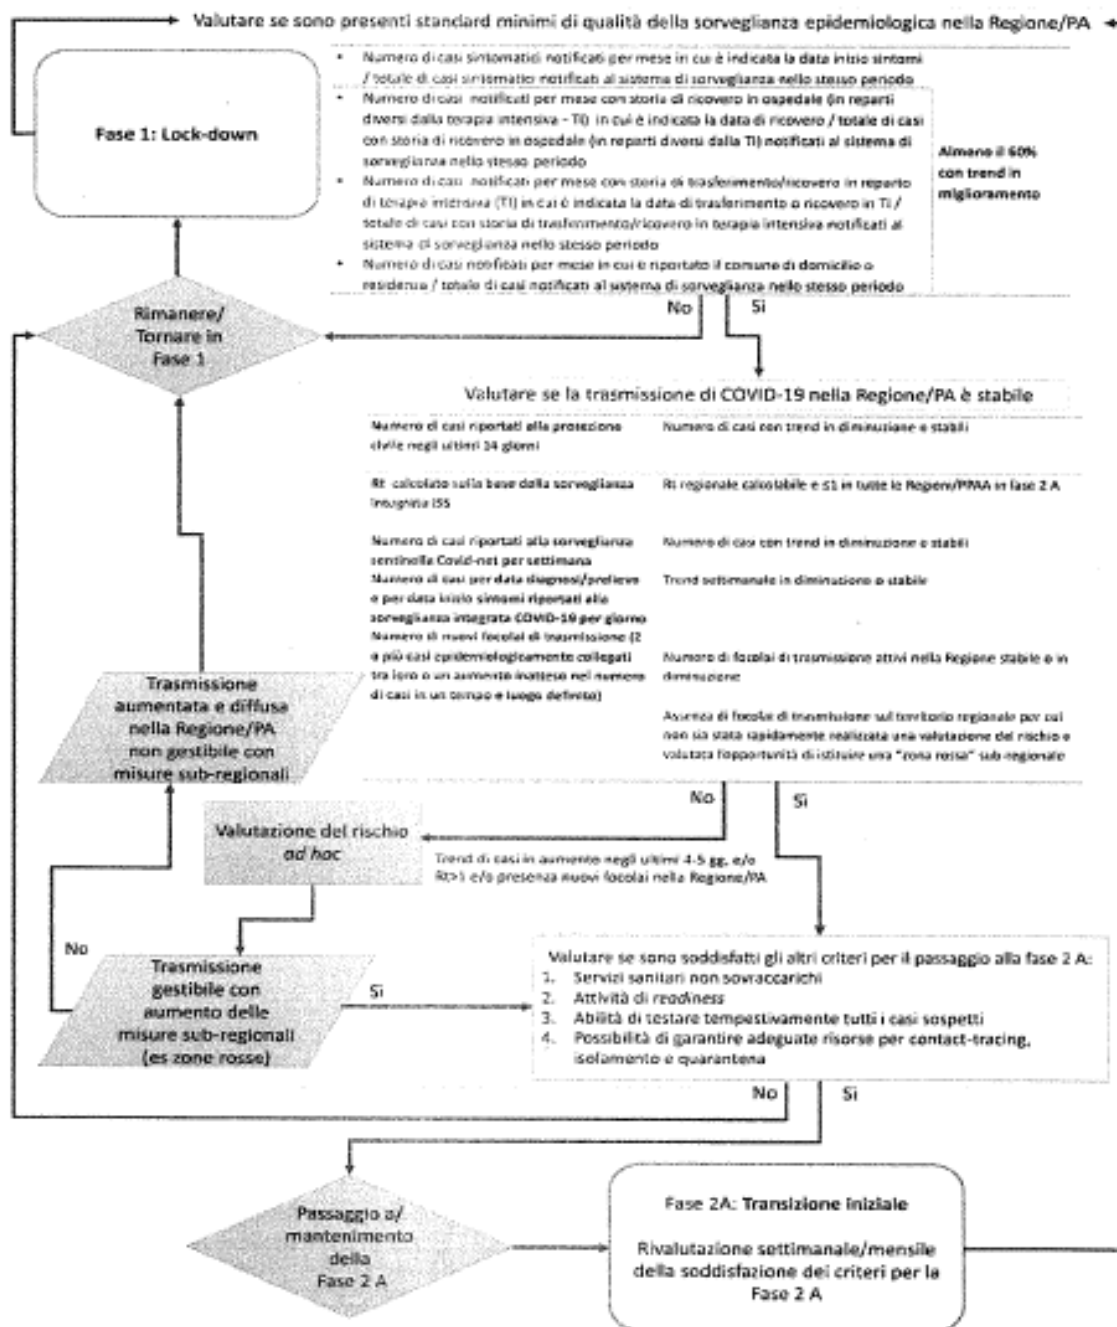 Valutare se sono presenti standard minimi di qualità della sorveglianza epidemiologica nella Regione/PA
Fase 1: Lock-down
• Numero di casi sintomatici notificati per mese in cui è indicata la data inizio sintomi
/ totale di casi sintomatici notificati al sistema di sorveglianza nello stesso periodo
• Numero di casi notificati per mese con storia di ricovero in ospedale (in reparti
diversi dalla terapia intensiva - TI) in cui è indicata la data di ricovero / totale di casi
con storia di ricovero in ospedale (in reparti diversi dalla TI) notificati al sistema di
sorveglianza nello stesso periodo
• Numero di casi notificati per mese con storia di trasferimento/ricovero in reparto
di terapia intensiva (TI) in cui è indicata la data di trasferimento o ricovero in TI /
totale di casi con storia di trasferimento/ricovero in terapia intensiva notificati al
sistema di sorveglianza nello stesso periodo
• Numero di casi notificati per mese in cui è riportato il comune di domicilio o
residenza / totale di casi notificati al sistema di sorveglianza nello stesso periodo
Almeno il 60%
con trend in
miglioramento
No
Si
Rimanere/
Tornare in
Fase 1
Valutare se la trasmissione di COVID-19 nella Regione/PA è stabile
Numero di casi riportati alla protezione
civile negli ultimi 14 giorni
Numero di casi con trend in diminuzione o stabili
Rt calcolato sulla base della sorveglianza
ISS
Rt regionale calcolabile e ≤1 in tutte le Regioni/PPAA in fase 2 A
Numero di casi riportati alla sorveglianza
sentinella Covid-net per settimana
Numero di casi con trend in diminuzione o stabili
Numero di casi per data diagnosi/prelievo
e per data inizio sintomi riportati alla
sorveglianza integrata COVID-19 per giorno
Trend settimanale in diminuzione o stabile
Numero di nuovi focolai di trasmissione (2
o più casi epidemiologicamente collegati
tra loro o un aumento inatteso nel numero
di casi in un tempo e luogo definito)
Numero di focolai di trasmissione attivi nella Regione stabile o in
diminuzione
Assenza di focolai di trasmissione sul territorio regionale per cui
non sia stata rapidamente realizzata una valutazione del rischio e
valutata l'opportunità di istituire una "zona rossa" sub-regionale
Trasmissione
aumentata e diffusa
nella Regione/PA
non gestibile con
misure sub-regionali
No
Si
Valutazione del rischio
ad hoc
Trend di casi in aumento negli ultimi 4-5 gg, e/o
Rt>1 e/o presenza nuovi focolai nella Regione/PA
No
Trasmissione
gestibile con
aumento delle
misure sub-regionali
(es zone rosse)
Si
Valutare se sono soddisfatti gli altri criteri per il passaggio alla fase 2 A:
1. Servizi sanitari non sovraccarichi
2. Attività di readiness
3. Abilità di testare tempestivamente tutti i casi sospetti
4. Possibilità di garantire adeguate risorse per contact-tracing,
isolamento e quarantena
No
Si
Passaggio a/
mantenimento
della
Fase 2 A
Fase 2A: Transizione iniziale
Rivalutazione settimanale/mensile
della soddisfazione dei criteri per la
Fase 2 A